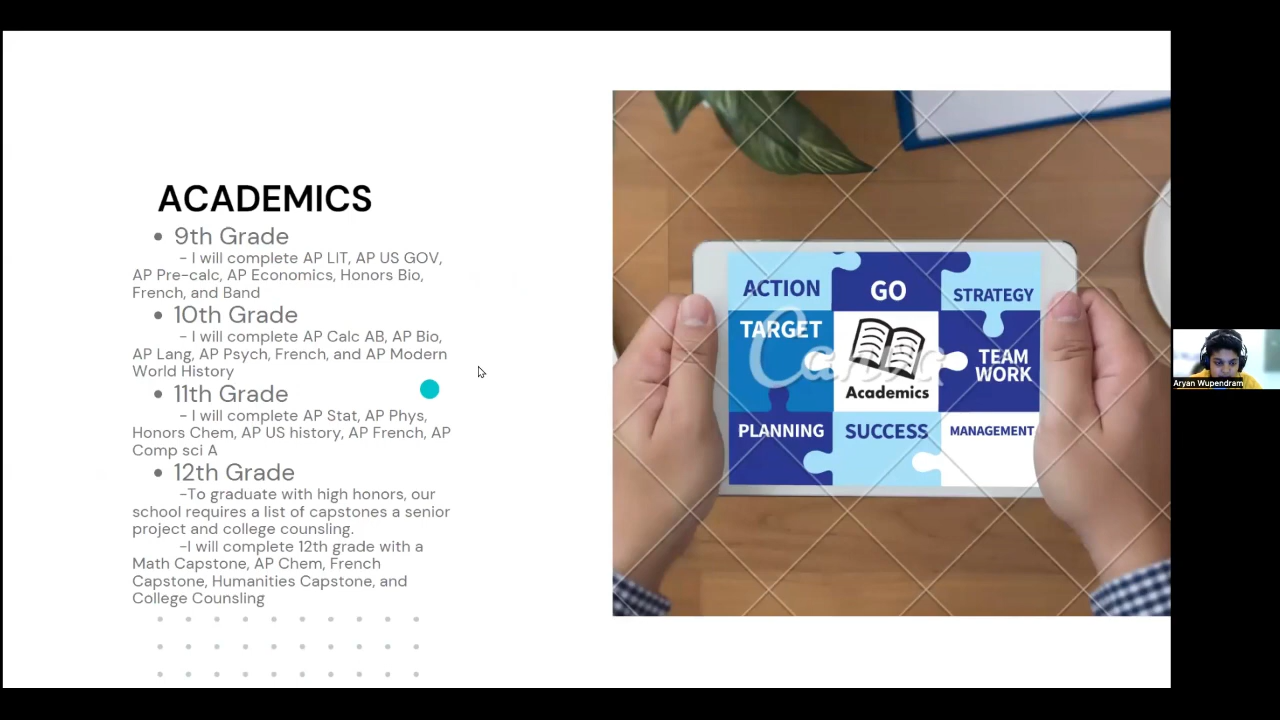 ACADEMICS
• 9th Grade
- I will complete AP LIT, AP US GOV,
AP Pre-calc, AP Economics, Honors Bio,
French, and Band
• 10th Grade
- I will complete AP Calc AB, AP Bio,
AP Lang, AP Psych, French, and AP Modern
World History
• 11th Grade
- I will complete AP Stat, AP Phys,
Honors Chem, AP US history, AP French, AP
Comp sci A
• 12th Grade
-To graduate with high honors, our
school requires a list of capstones a senior
project and college counsling.
-I will complete 12th grade with a
Math Capstone, AP Chem, French
Capstone, Humanities Capstone, and
College Counsling
ACTION
GO
STRATEGY
TARGET
Canva
Academics
TEAM
WORK
PLANNING
SUCCESS
MANAGEMENT
Aryan Wupendram